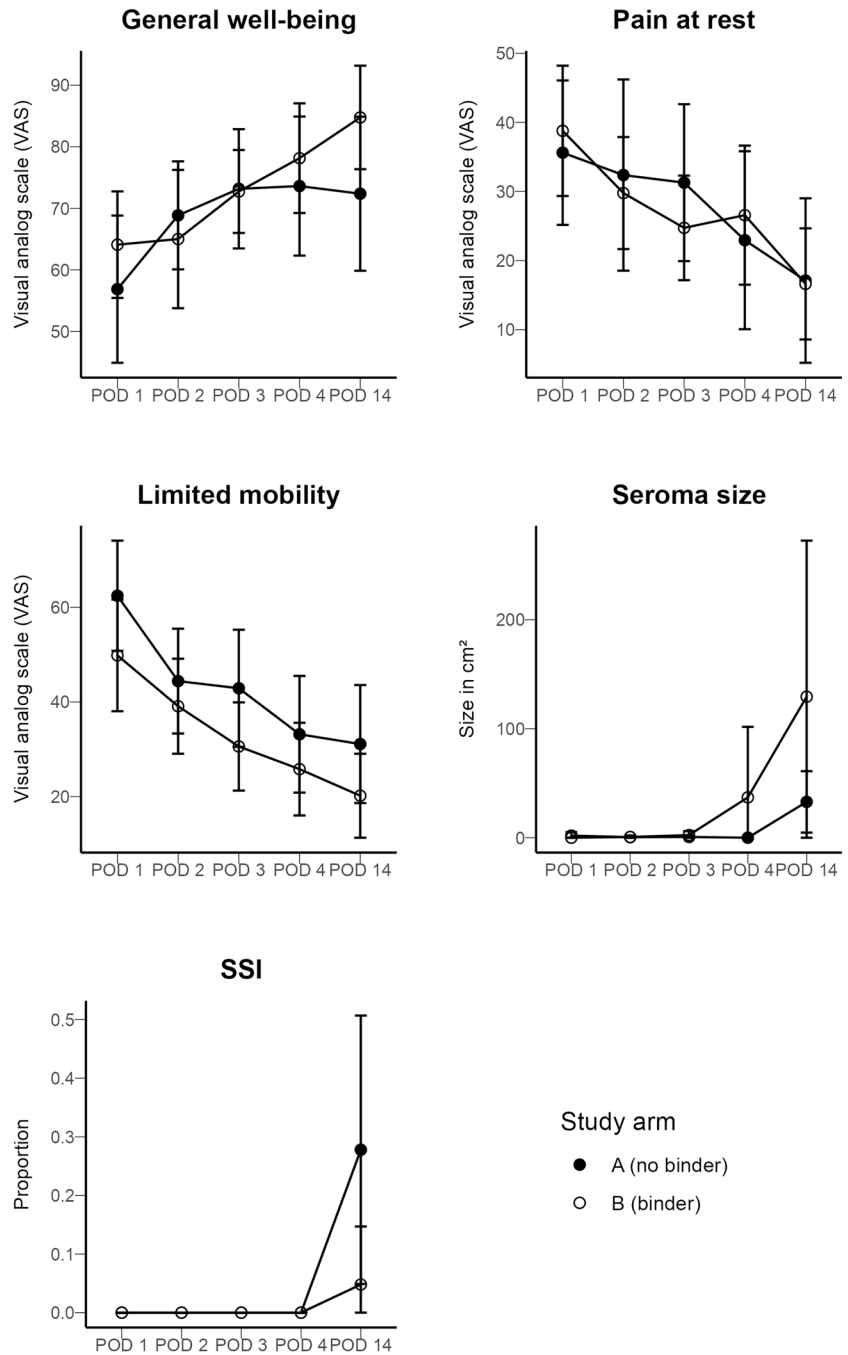 General well-being
Visual analog scale (VAS)
90
80
70
60
50
POD 1 POD 2 POD 3 POD 4 POD 14
Pain at rest
Visual analog scale (VAS)
50
40
30
20
10
POD 1 POD 2 POD 3 POD 4 POD 14
Limited mobility
Visual analog scale (VAS)
60
40
20
POD 1 POD 2 POD 3 POD 4 POD 14
Seroma size
Size in cm²
200
100
0
POD 1 POD 2 POD 3 POD 4 POD 14
SSI
Proportion
0.5
0.4
0.3
0.2
0.1
0.0
POD 1 POD 2 POD 3 POD 4 POD 14
Study arm
A (no binder)
B (binder)